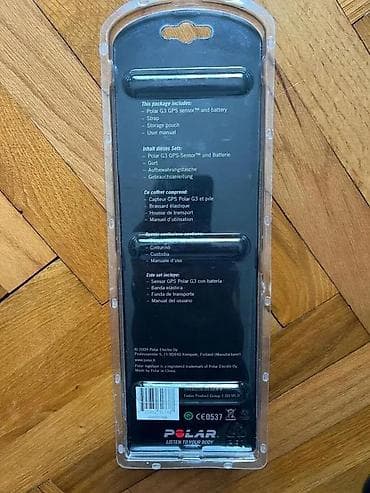 This package includes:
– Polar G3 GPS sensor™ and battery
– Strap
– Storage pouch
– User manual
Inhalt dieses Sets:
– Polar G3 GPS-Sensor™ und Batterie
– Gurt
– Aufbewahrungstasche
– Gebrauchsanleitung
Ce coffret comprend:
– Capteur GPS Polar G3 et pile
– Brassard élastique
– Housse de transport
– Manuel d'utilisation
– Cinturino
– Custodia
– Manuale d'uso
Este set incluye:
– Sensor GPS Polar G3 con batería
– Banda elástica
– Funda de transporte
– Manual del usuario
© 2009 Polar Electro Oy
Professorintie 5, FI-90440 Kempele, Finland (Manufacturer)
www.polar.fi
Polar logotype is a registered trademark of Polar Electro Oy.
Made by Polar in China.
CE0537
POLAR
LISTEN TO YOUR BODY